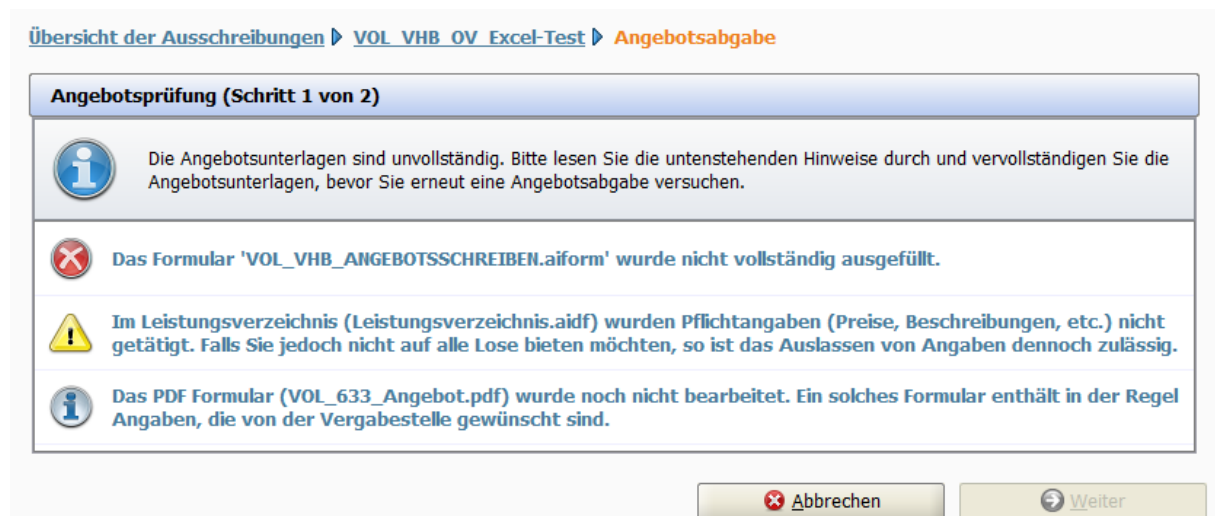 Übersicht der Ausschreibungen VOL_VHB_OV_Excel-Test Angebotsabgabe
Angebotsprüfung (Schritt 1 von 2)
Die Angebotsunterlagen sind unvollständig. Bitte lesen Sie die untenstehenden Hinweise durch und vervollständigen Sie die
Angebotsunterlagen, bevor Sie erneut eine Angebotsabgabe versuchen.
Das Formular 'VOL_VHB_ANGEBOTSSCHREIBEN.aiform' wurde nicht vollständig ausgefüllt.
Im Leistungsverzeichnis (Leistungsverzeichnis.aidf) wurden Pflichtangaben (Preise, Beschreibungen, etc.) nicht
getätigt. Falls Sie jedoch nicht auf alle Lose bieten möchten, so ist das Auslassen von Angaben dennoch zulässig.
Das PDF Formular (VOL_633_Angebot.pdf) wurde noch nicht bearbeitet. Ein solches Formular enthält in der Regel
Angaben, die von der Vergabestelle gewünscht sind.
Abbrechen Weiter